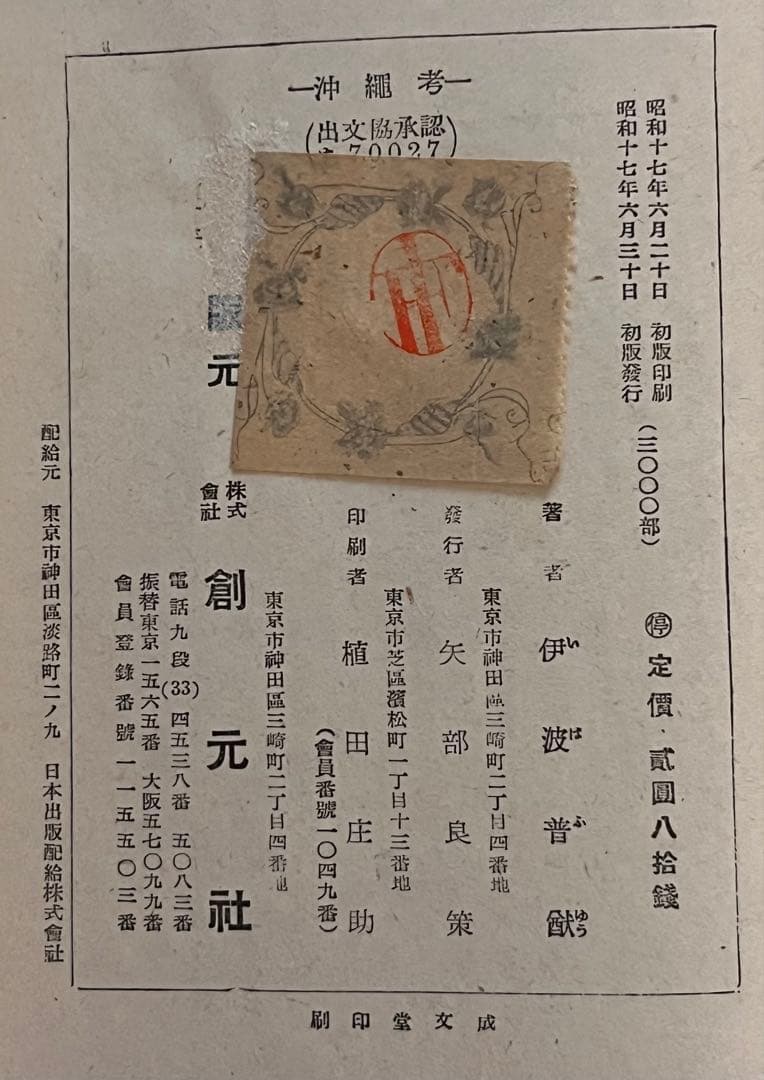 —考繩沖—
(出文協承認
70027)
昭和十七年六月二十日 初版印刷
昭和十七年六月三十日 初版發行
(三〇〇〇部)
停 定價・貳圓八拾錢
著者 伊波普猷
いはふゆう
東京市神田區三崎町二丁目四番地
發行者 矢部良策
東京市芝區濱松町一丁目十三番地
印刷者 植田庄助
(會員番號一〇四九番)
東京市神田區三崎町二丁目四番地
元
株式會社 創元社
電話九段(33)四五三八番 五〇八三番
振替東京一五六五番 大阪五七〇九九番
會員登錄番號一一五五〇三番
配給元 東京市神田區淡路町二ノ九 日本出版配給株式會社
刷印堂文成